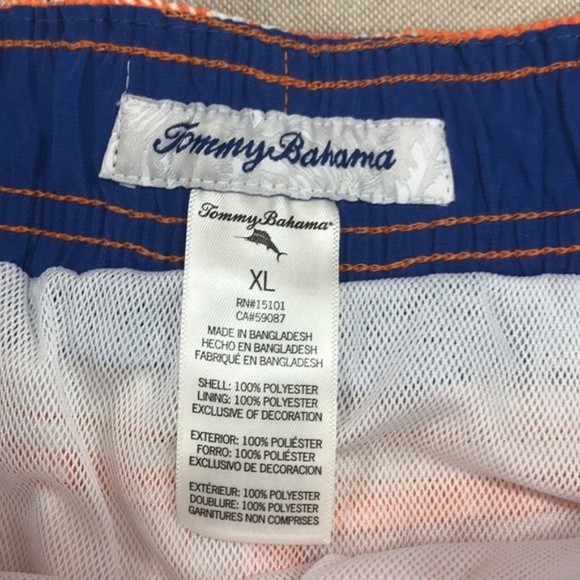 Tommy Bahama
Tommy Bahama®
XL
RN#15101
CA#59087
MADE IN BANGLADESH
HECHO EN BANGLADESH
FABRIQUÉ EN BANGLADESH
SHELL: 100% POLYESTER
LINING: 100% POLYESTER
EXCLUSIVE OF DECORATION
EXTERIOR: 100% POLIÉSTER
FORRO: 100% POLIÉSTER
EXCLUSIVO DE DECORACION
EXTÉRIEUR: 100% POLYESTER
DOUBLURE: 100% POLYESTER
GARNITURES NON COMPRISES